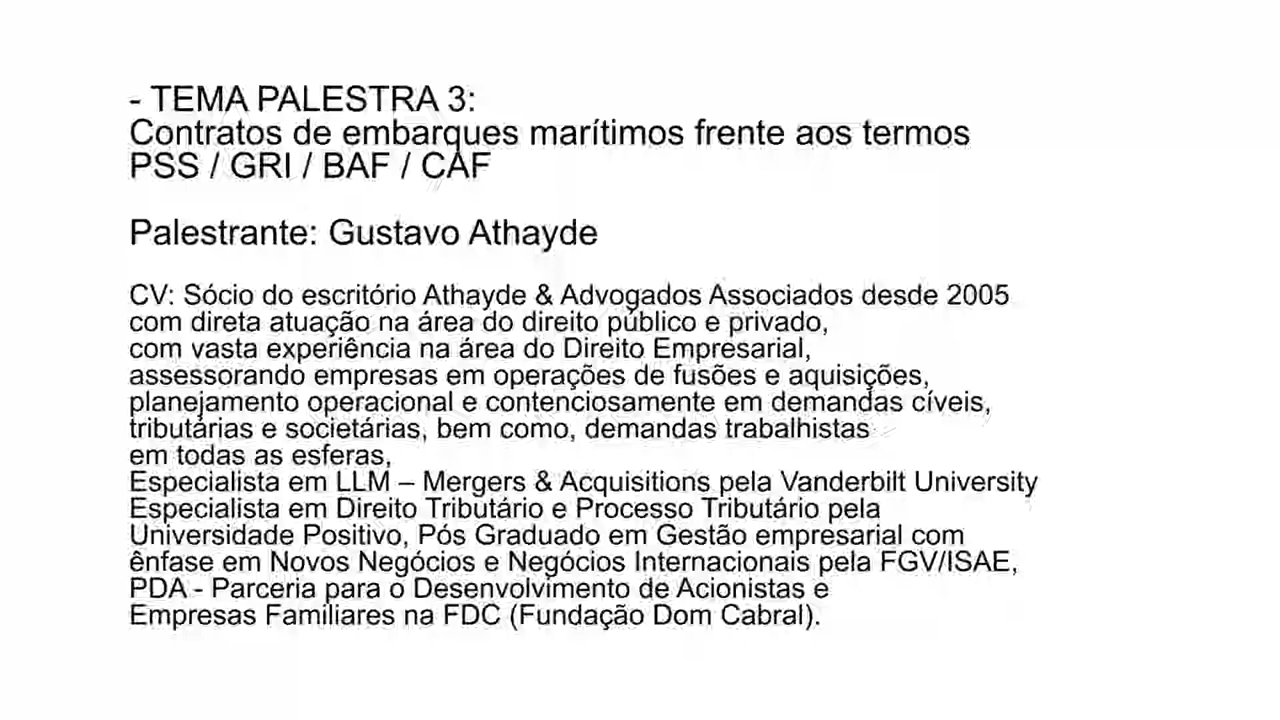 - TEMA PALESTRA 3:
Contratos de embarques marítimos frente aos termos
PSS / GRI / BAF / CAF
Palestrante: Gustavo Athayde
CV: Sócio do escritório Athayde & Advogados Associados desde 2005
com direta atuação na área do direito público e privado,
com vasta experiência na área do Direito Empresarial,
assessorando empresas em operações de fusões e aquisições,
planejamento operacional e contenciosamente em demandas cíveis,
tributárias e societárias, bem como, demandas trabalhistas
em todas as esferas,
Especialista em LLM – Mergers & Acquisitions pela Vanderbilt University
Especialista em Direito Tributário e Processo Tributário pela
Universidade Positivo, Pós Graduado em Gestão empresarial com
ênfase em Novos Negócios e Negócios Internacionais pela FGV/ISAE,
PDA - Parceria para o Desenvolvimento de Acionistas e
Empresas Familiares na FDC (Fundação Dom Cabral).